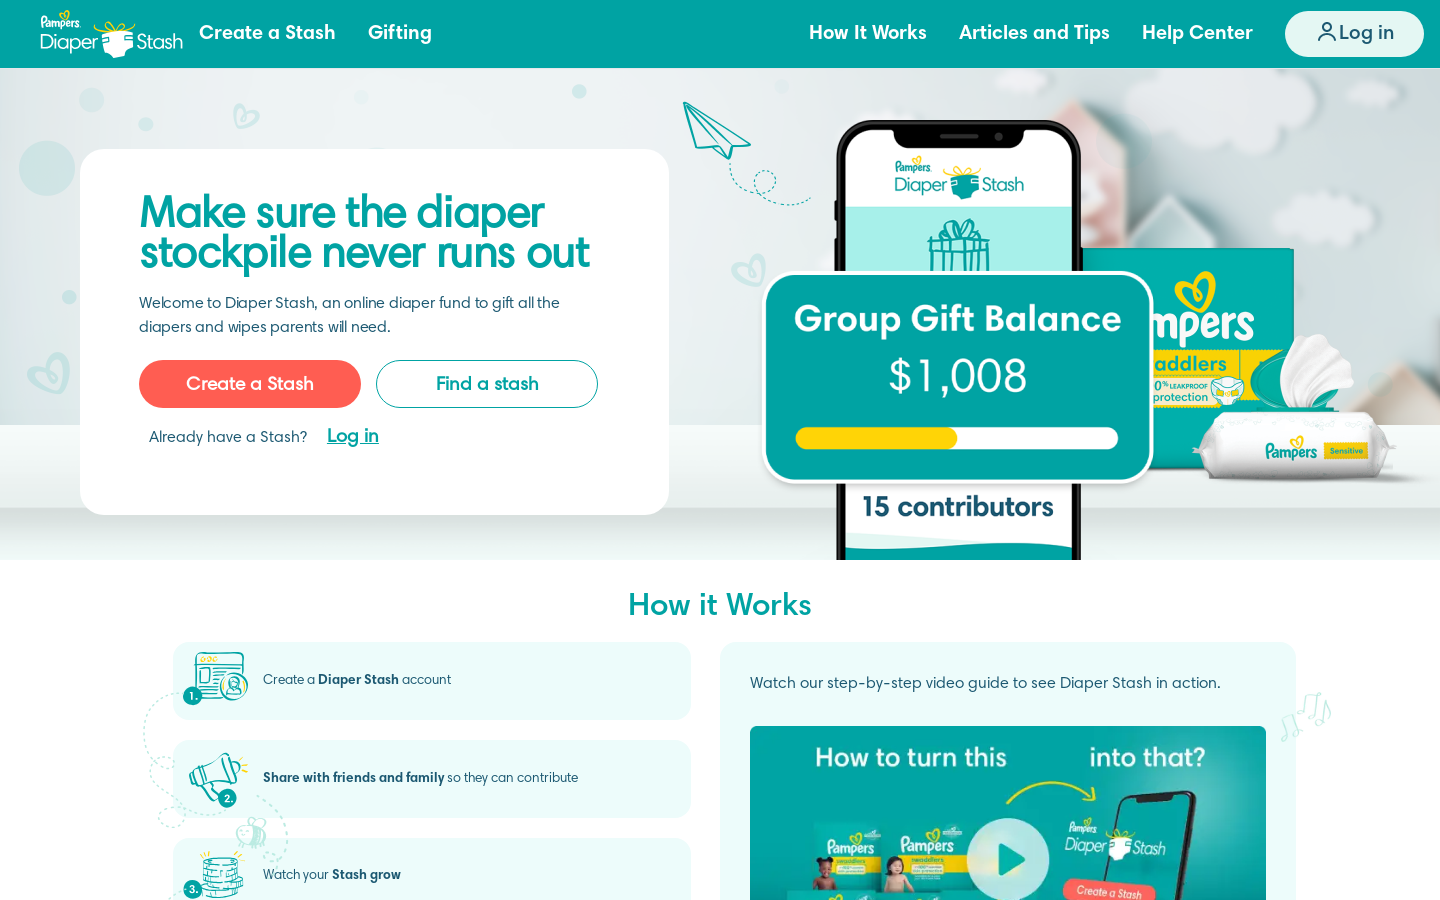 Pampers.
Diaper Stash
Create a Stash
Gifting
How It Works
Articles and Tips
Help Center
Log in
Make sure the diaper
stockpile never runs out
Welcome to Diaper Stash, an online diaper fund to gift all the
diapers and wipes parents will need.
Create a Stash
Find a stash
Already have a Stash?
Log in
Pampers.
Diaper Stash
Group Gift Balance
$1,008
15 contributors
mpers
addlers
0% LEAKPROOF
protection
Pampers
Sensitive
How it Works
1.
Create a Diaper Stash account
2.
Share with friends and family so they can contribute
3.
Watch your Stash grow
Watch our step-by-step video guide to see Diaper Stash in action.
How to turn this
into that?
Pampers
Pampers
Pampers.
Diaper Stash
Create a Stash